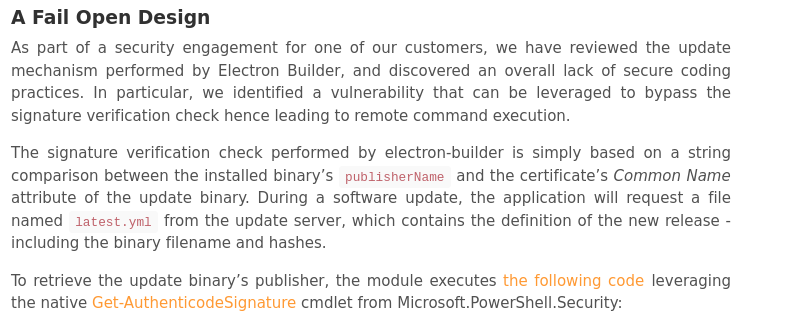 A Fail Open Design
As part of a security engagement for one of our customers, we have reviewed the update
mechanism performed by Electron Builder, and discovered an overall lack of secure coding
practices. In particular, we identified a vulnerability that can be leveraged to bypass the
signature verification check hence leading to remote command execution.
The signature verification check performed by electron-builder is simply based on a string
comparison between the installed binary’s publisherName and the certificate’s Common Name
attribute of the update binary. During a software update, the application will request a file
named latest.yml from the update server, which contains the definition of the new release -
including the binary filename and hashes.
To retrieve the update binary’s publisher, the module executes the following code leveraging
the native Get-AuthenticodeSignature cmdlet from Microsoft.PowerShell.Security: